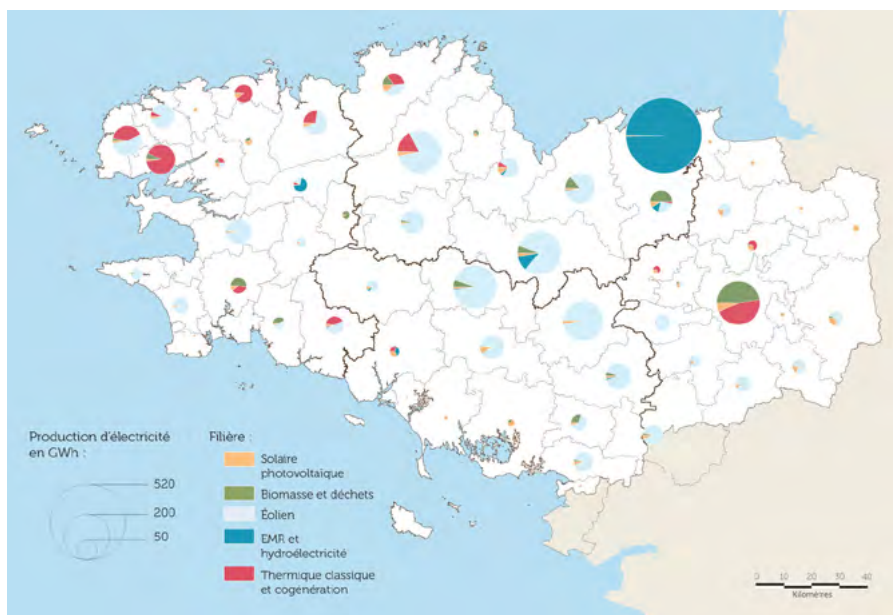 Production d'électricité
en GWh :
520
200
50
Filière :
Solaire
photovoltaïque
Biomasse et déchets
Éolien
EMR et
hydroélectricité
Thermique classique
et cogénération
0 10 20 30 40
Kilomètres